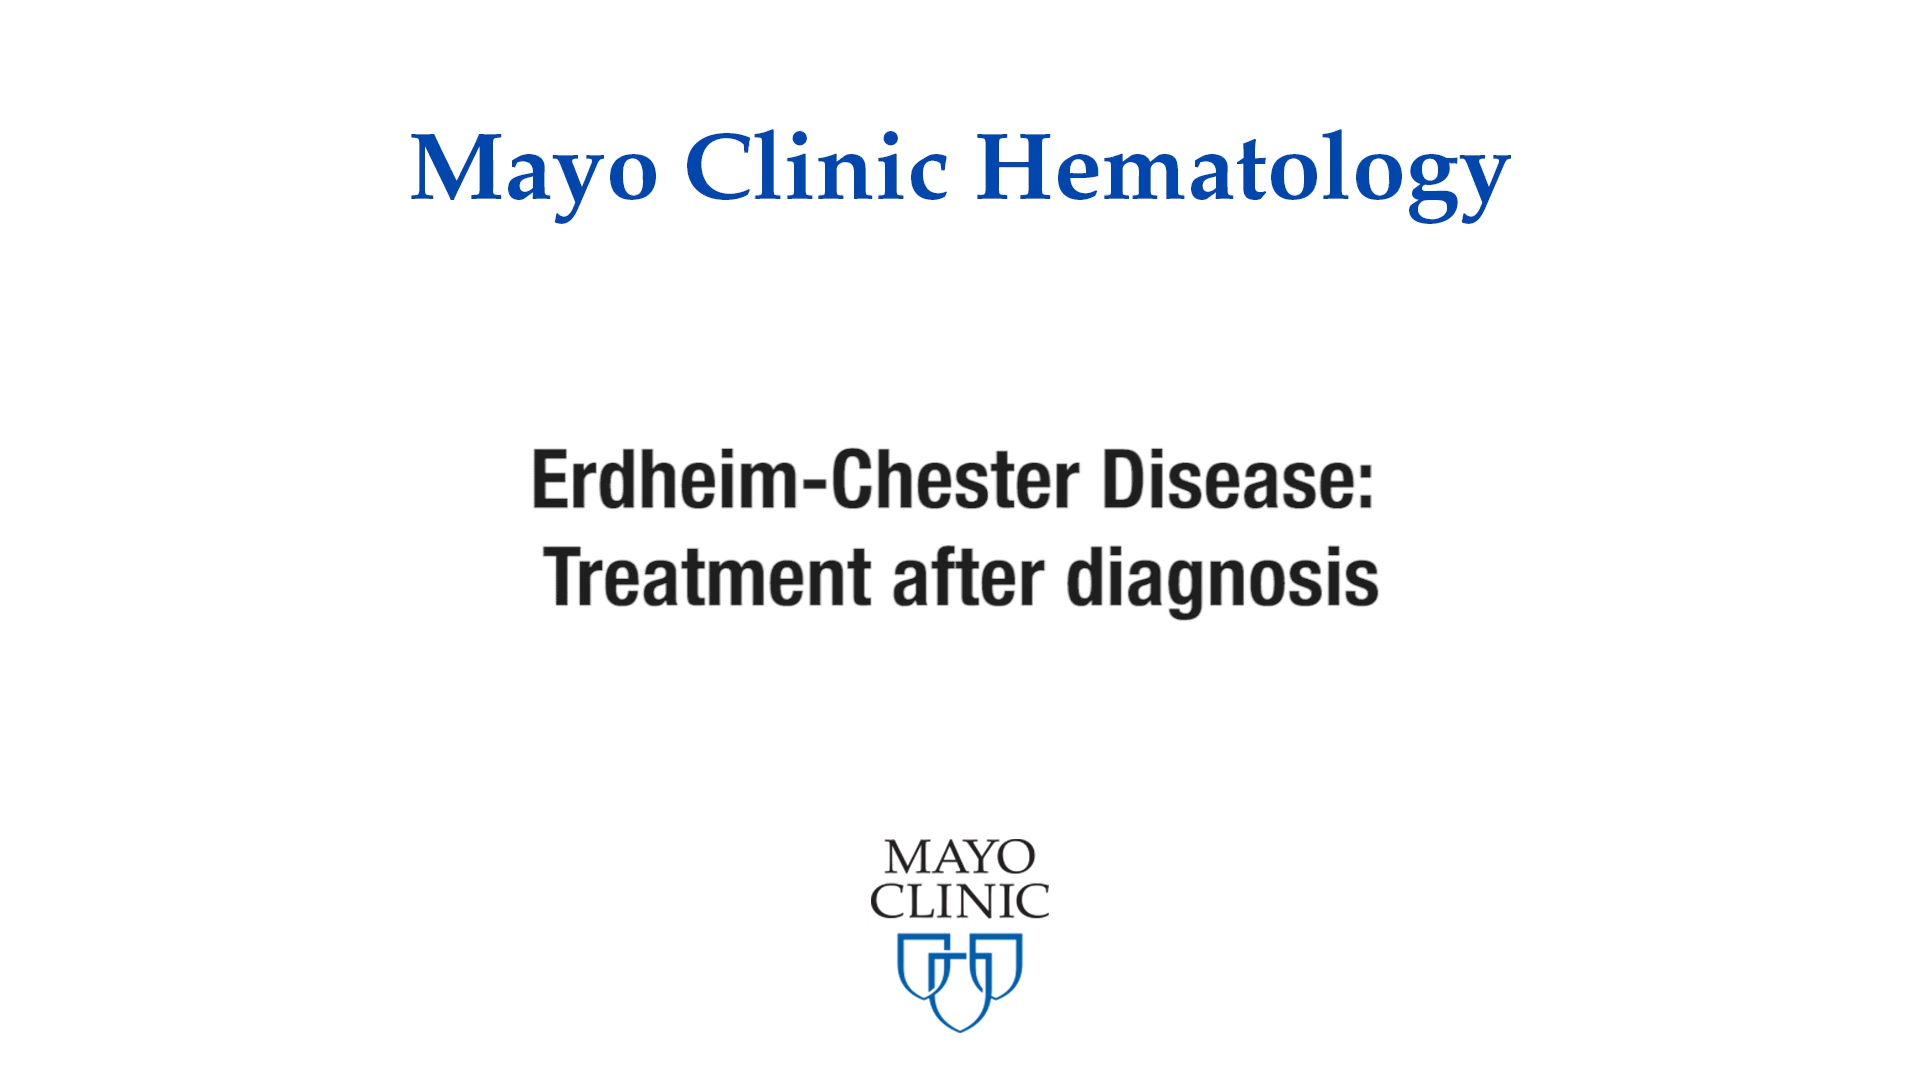 Mayo Clinic Hematology
Erdheim-Chester Disease:
Treatment after diagnosis
MAYO
CLINIC